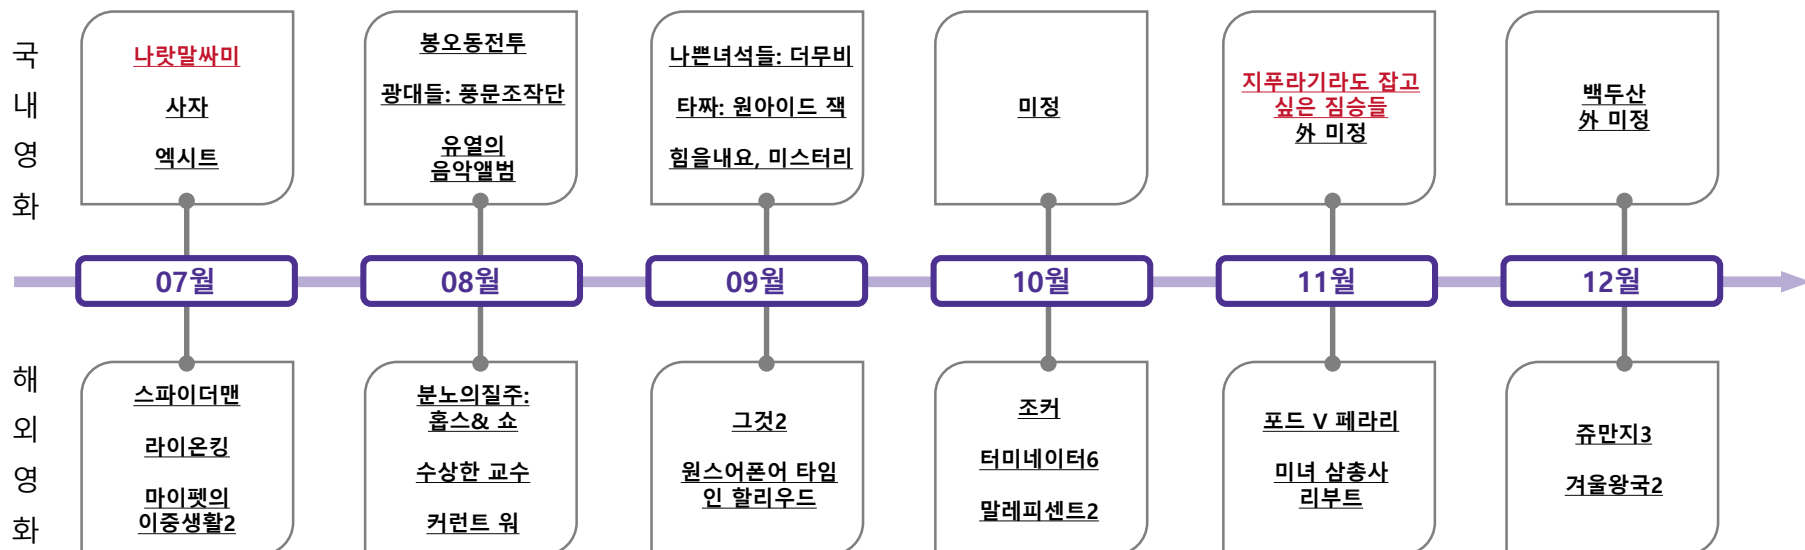 국
내
영
화
나랏말싸미
사자
엑시트
봉오동전투
광대들: 풍문조작단
유열의
음악앨범
나쁜녀석들: 더무비
타짜: 원아이드 잭
힘을내요, 미스터리
미정
지푸라기라도 잡고
싶은 짐승들
外 미정
백두산
外 미정
07월
08월
09월
10월
11월
12월
해
외
영
화
스파이더맨
라이온킹
마이펫의
이중생활2
분노의질주:
홉스& 쇼
수상한 교수
커런트 워
그것2
원스어폰어 타임
인 할리우드
조커
터미네이터6
말레피센트2
포드 V 페라리
미녀 삼총사
리부트
쥬만지3
겨울왕국2